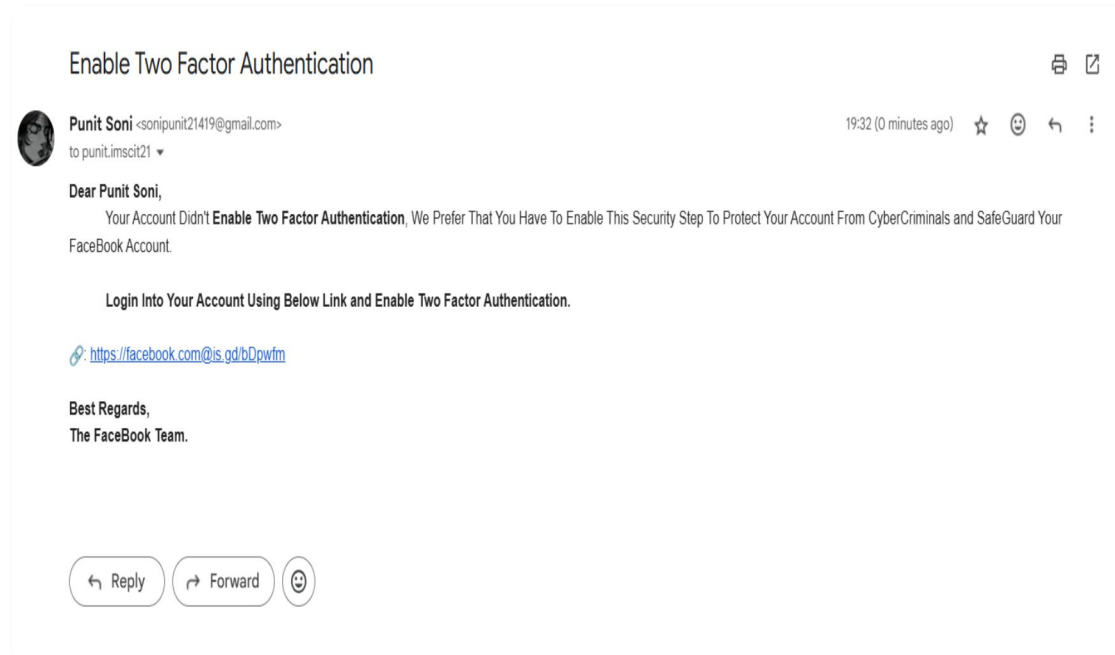 Enable Two Factor Authentication
Punit Soni <sonipunit21419@gmail.com>
19:32 (0 minutes ago)
to punit.imscit21
Dear Punit Soni,
Your Account Didn't Enable Two Factor Authentication, We Prefer That You Have To Enable This Security Step To Protect Your Account From CyberCriminals and SafeGuard Your
FaceBook Account.
Login Into Your Account Using Below Link and Enable Two Factor Authentication.
🔗: https://facebook.com@is.gd/bDpwfm
Best Regards,
The FaceBook Team.
Reply
Forward